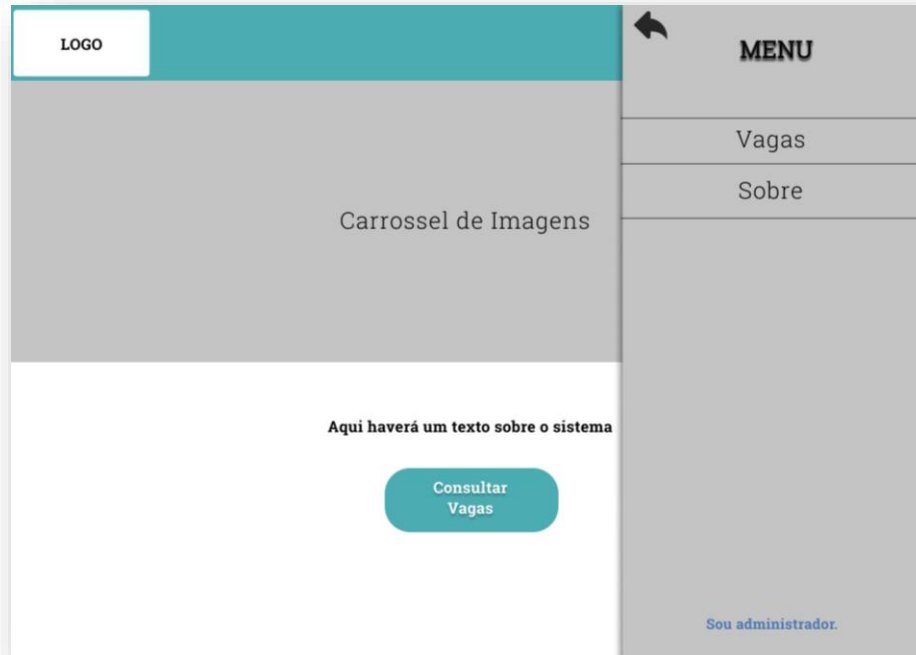 LOGO
MENU
Vagas
Sobre
Carrossel de Imagens
Aqui haverá um texto sobre o sistema
Consultar
Vagas
Sou administrador.